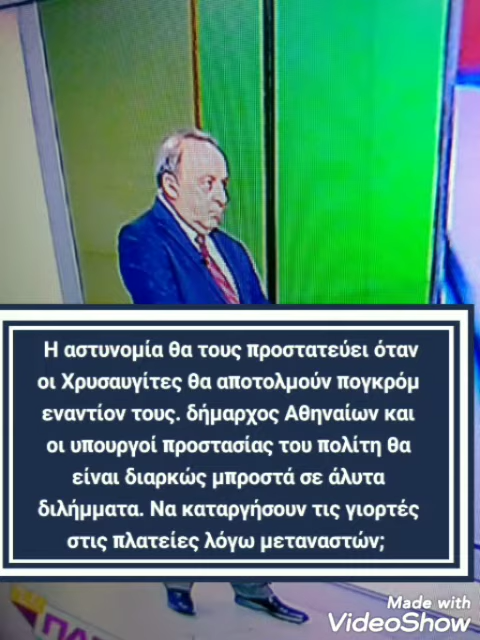 Η αστυνομία θα τους προστατεύει όταν
οι Χρυσαυγίτες θα αποτολμούν πογκρόμ
εναντίον τους. δήμαρχος Αθηναίων και
οι υπουργοί προστασίας του πολίτη θα
είναι διαρκώς μπροστά σε άλυτα
διλήμματα. Να καταργήσουν τις γιορτές
στις πλατείες λόγω μεταναστών;
Made with
VideoShow